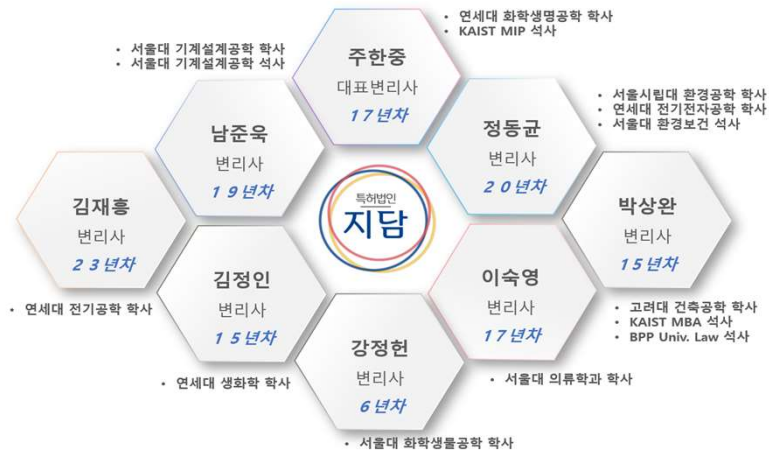 • 연세대 화학생명공학 학사
• KAIST MIP 석사
주한중
대표변리사
17년차
• 서울대 기계설계공학 학사
• 서울대 기계설계공학 석사
남준욱
변리사
19년차
• 서울시립대 환경공학 학사
• 연세대 전기전자공학 학사
• 서울대 환경보건 석사
정동균
변리사
20년차
김재흥
변리사
23년차
• 연세대 전기공학 학사
특허법인
지담
박상완
변리사
15년차
• 고려대 건축공학 학사
• KAIST MBA 석사
• BPP Univ. Law 석사
김정인
변리사
15년차
• 연세대 생화학 학사
이숙영
변리사
17년차
• 서울대 의류학과 학사
강정헌
변리사
6년차
• 서울대 화학생물공학 학사